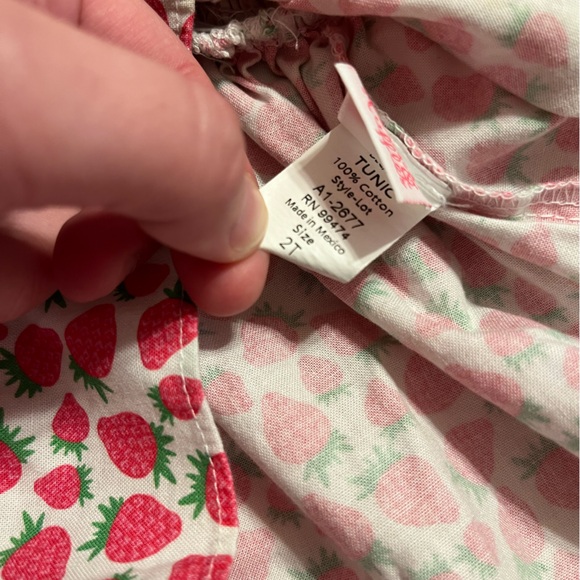 TUNIC
100% Cotton
Style-Lot
A1-2677
RN 99474
Made in Mexico
Size
2T